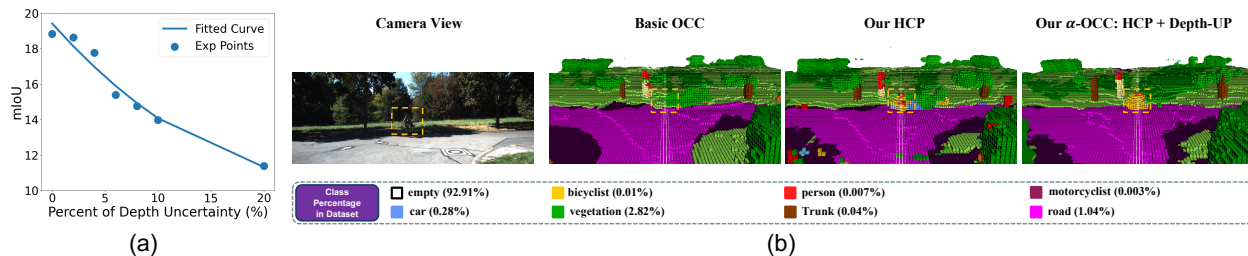 Camera View
Basic OCC
Our HCP
Our α-OCC: HCP + Depth-UP
20
18
16
14
12
10
mIoU
Fitted Curve
Exp Points
0
5
10
15
20
Percent of Depth Uncertainty (%)
(a)
Class
Percentage
in Dataset
empty (92.91%)
bicyclist (0.01%)
person (0.007%)
motorcyclist (0.003%)
car (0.28%)
vegetation (2.82%)
Trunk (0.04%)
road (1.04%)
(b)